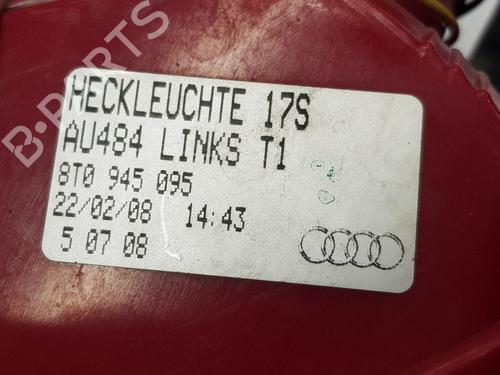 B-PARTS
HECKLEUCHTE 17S
AU484 LINKS T1
8T0 945 095
22/02/08 14:43
5 07 08